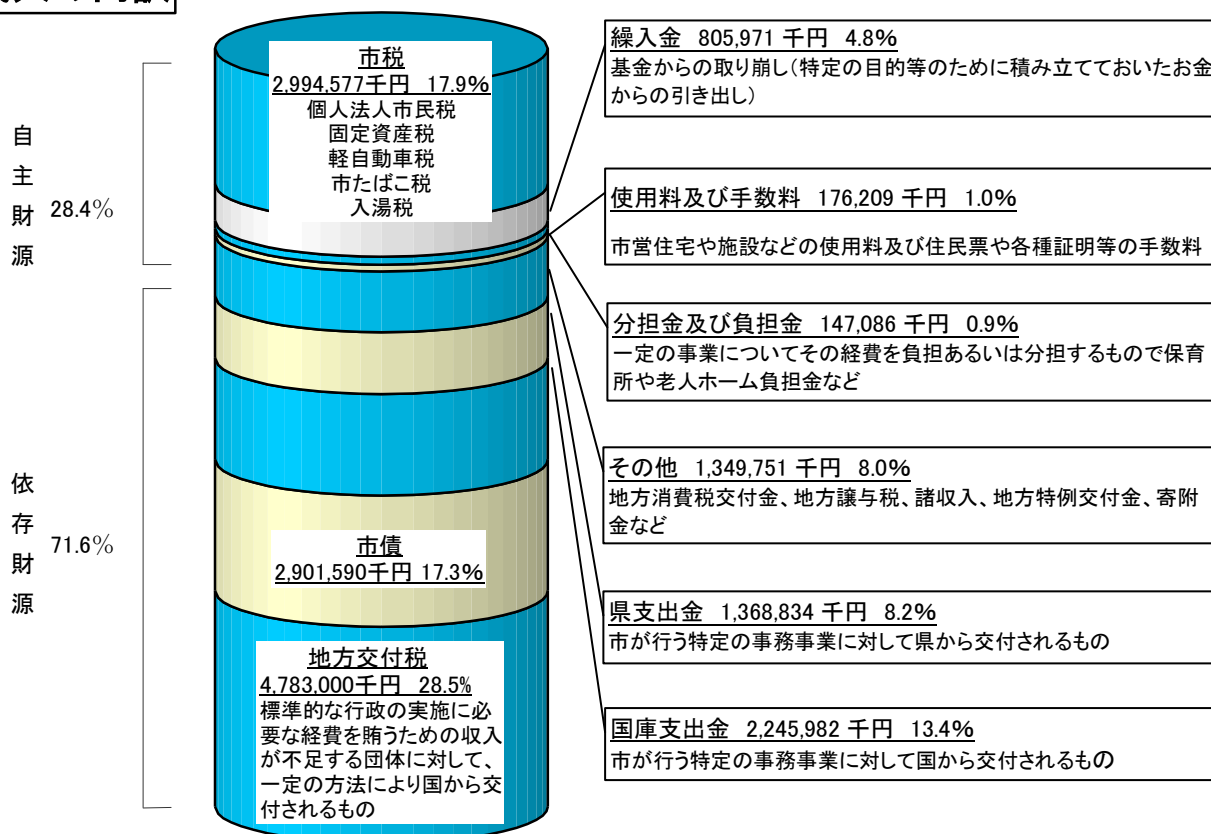 自主財源
28.4%
依存財源
71.6%
市税
2,994,577千円 17.9%
個人法人市民税
固定資産税
軽自動車税
市たばこ税
入湯税
市債
2,901,590千円 17.3%
地方交付税
4,783,000千円 28.5%
標準的な行政の実施に必
要な経費を賄うための収入
が不足する団体に対して、
一定の方法により国から交
付されるもの
繰入金 805,971 千円 4.8%
基金からの取り崩し(特定の目的等のために積み立てておいたお金
からの引き出し)
使用料及び手数料 176,209 千円 1.0%
市営住宅や施設などの使用料及び住民票や各種証明等の手数料
分担金及び負担金 147,086 千円 0.9%
一定の事業についてその経費を負担あるいは分担するもので保育
所や老人ホーム負担金など
その他 1,349,751 千円 8.0%
地方消費税交付金、地方譲与税、諸収入、地方特例交付金、寄附
金など
県支出金 1,368,834 千円 8.2%
市が行う特定の事務事業に対して県から交付されるもの
国庫支出金 2,245,982 千円 13.4%
市が行う特定の事務事業に対して国から交付されるもの